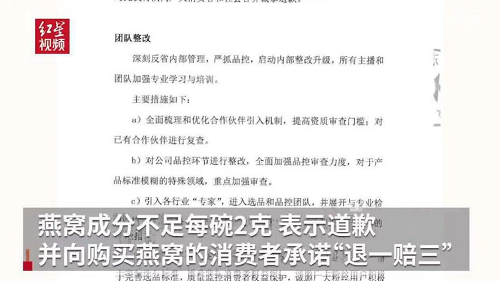 红星
视频
团队整改
深刻反省内部管理，严抓品控，启动内部整改升级，所有主播和
团队加强专业学习与培训。
主要措施如下：
a）全面梳理和优化合作伙伴引入机制，提高资质审查门槛；对
已有合作伙伴进行复查。
b）对公司品控环节进行整改，全面加强品控审查力度，对于产
品标准模糊的特殊领域，重点加强审查。
c）引入各行业“专家”，进入选品和品控团队，并展开与专业检
燕窝成分不足每碗2克 表示道歉
并向购买燕窝的消费者承诺“退一赔三”